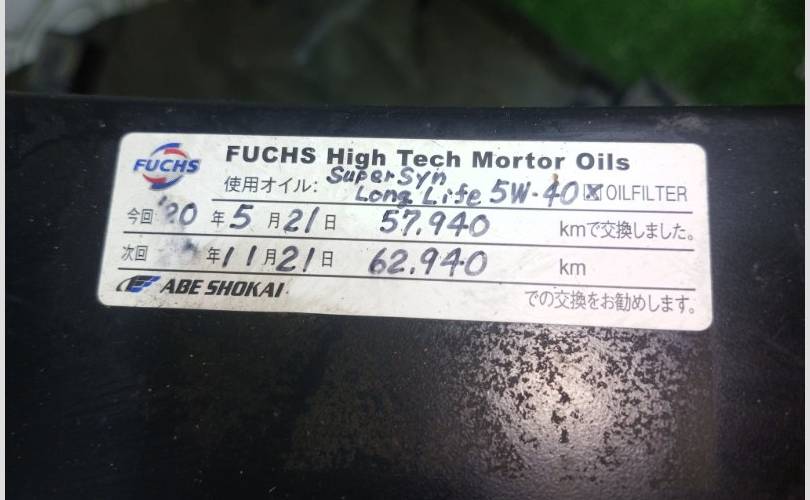 FUCHS
FUCHS High Tech Mortor Oils
使用オイル: SuperSyn
Long Life 5W-40 ☒ OILFILTER
今回 '20 年 5 月 21 日 57.940 kmで交換しました。
次回 年 11 月 21 日 62.940 km
ABE SHOKAI
での交換をお勧めします。